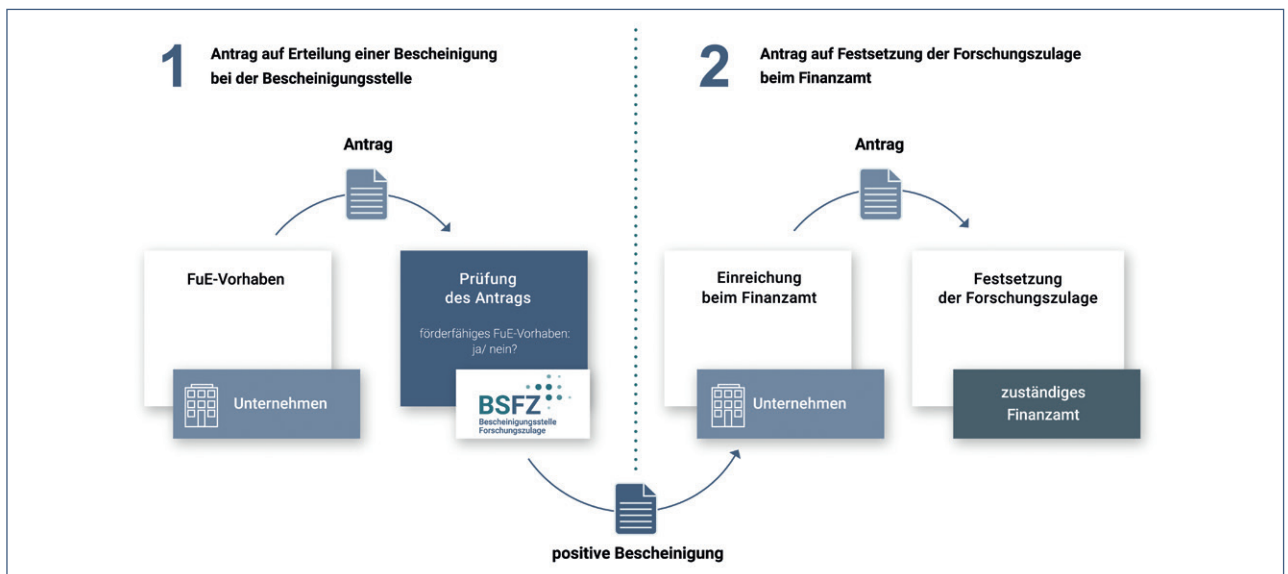 1
Antrag auf Erteilung einer Bescheinigung
bei der Bescheinigungsstelle
Antrag
FuE-Vorhaben
Unternehmen
Prüfung
des Antrags
förderfähiges FuE-Vorhaben:
ja/ nein?
BSFZ
Bescheinigungsstelle
Forschungszulage
positive Bescheinigung
2
Antrag auf Festsetzung der Forschungszulage
beim Finanzamt
Antrag
Einreichung
beim Finanzamt
Unternehmen
Festsetzung
der Forschungszulage
zuständiges
Finanzamt